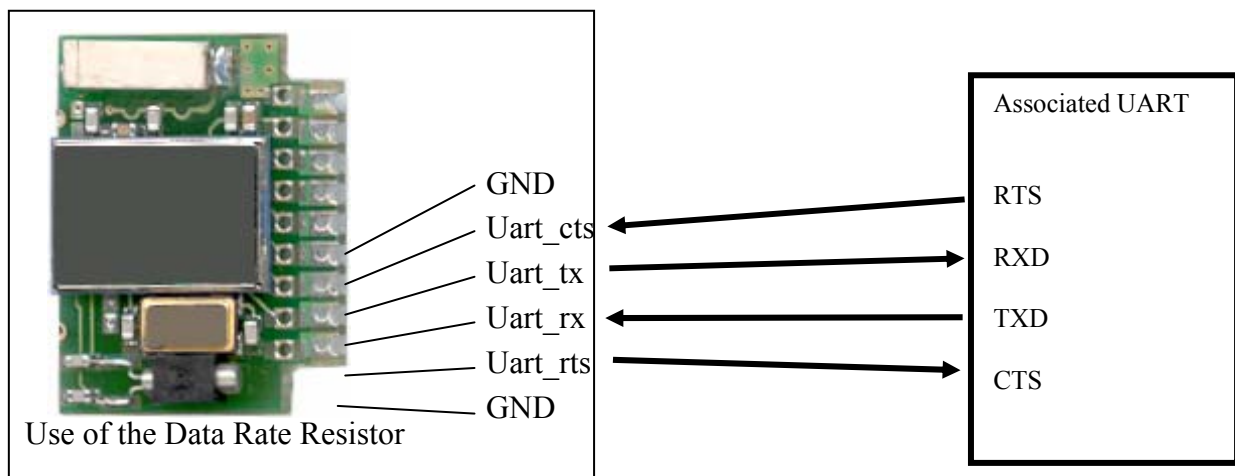 GND
Uart_cts
Uart_tx
Uart_rx
Uart_rts
GND
Use of the Data Rate Resistor
Associated UART
RTS
RXD
TXD
CTS